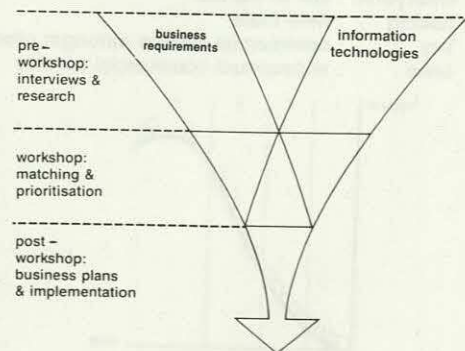 business
requirements
information
technologies
pre –
workshop:
interviews &
research
workshop:
matching &
prioritisation
post –
workshop:
business plans
& implementation